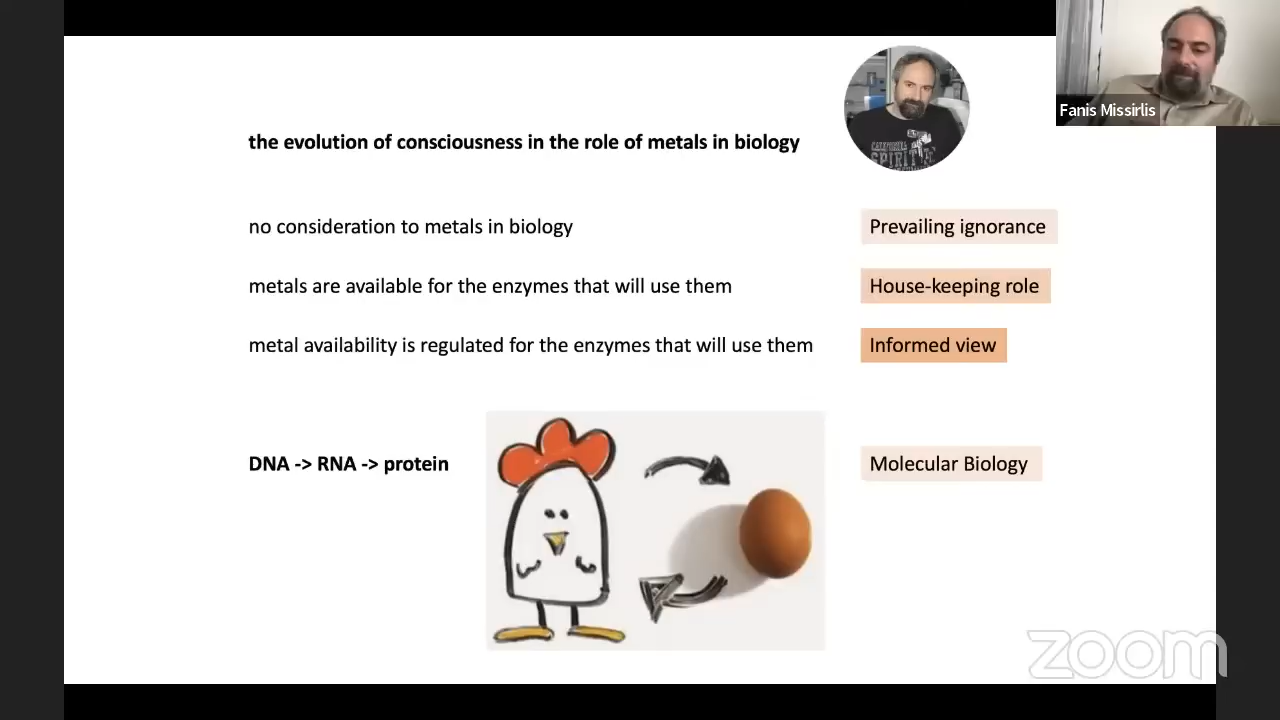 Fanis Missirlis
the evolution of consciousness in the role of metals in biology
SPIRIT
no consideration to metals in biology
Prevailing ignorance
metals are available for the enzymes that will use them
House-keeping role
metal availability is regulated for the enzymes that will use them
Informed view
DNA -> RNA -> protein
Molecular Biology
zoom